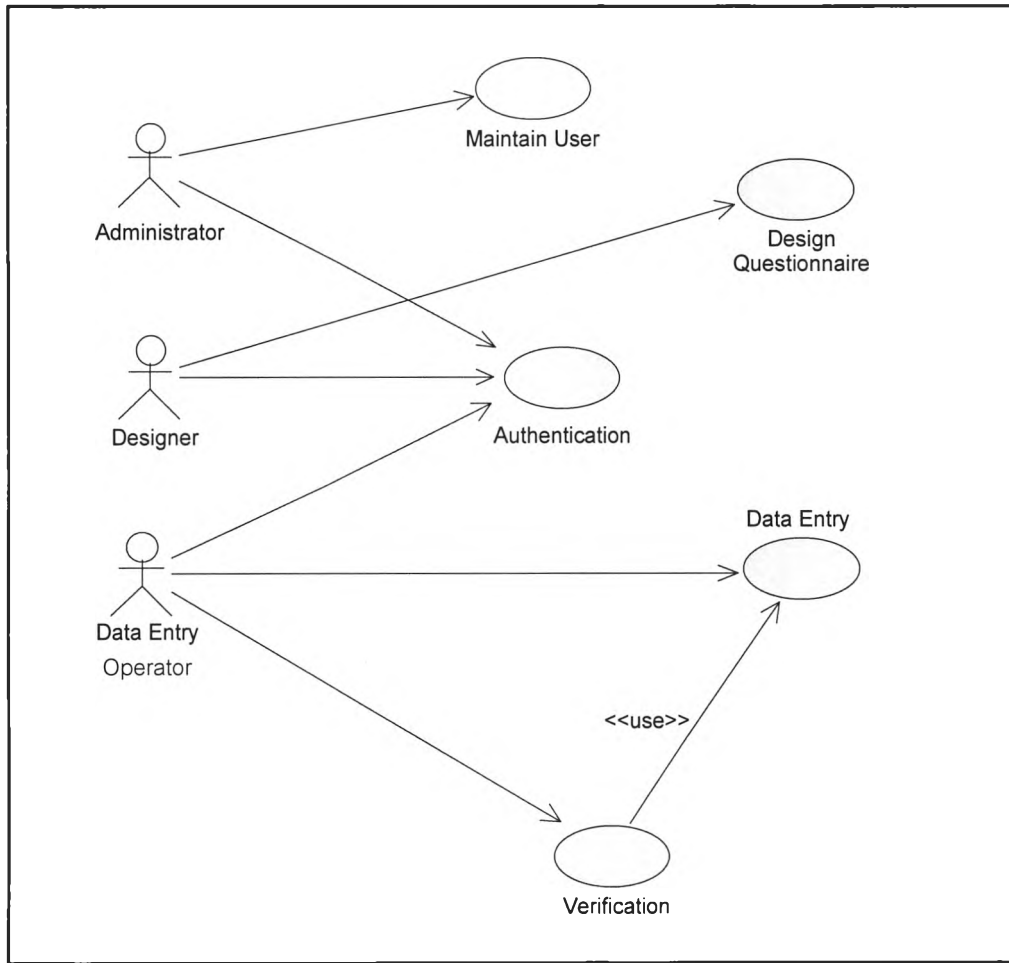 Maintain User
Administrator
Design
Questionnaire
Designer
Authentication
Data Entry
Data Entry
Operator
<<use>>
Verification